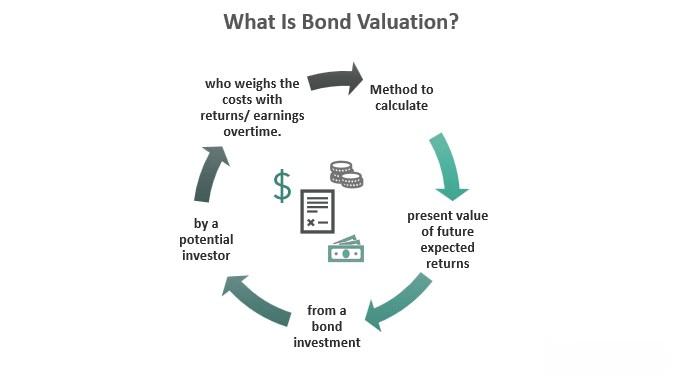 What Is Bond Valuation?
Method to
calculate
present value
of future
expected
returns
from a
bond
investment
by a
potential
investor
who weighs the
costs with
returns/ earnings
overtime.
$